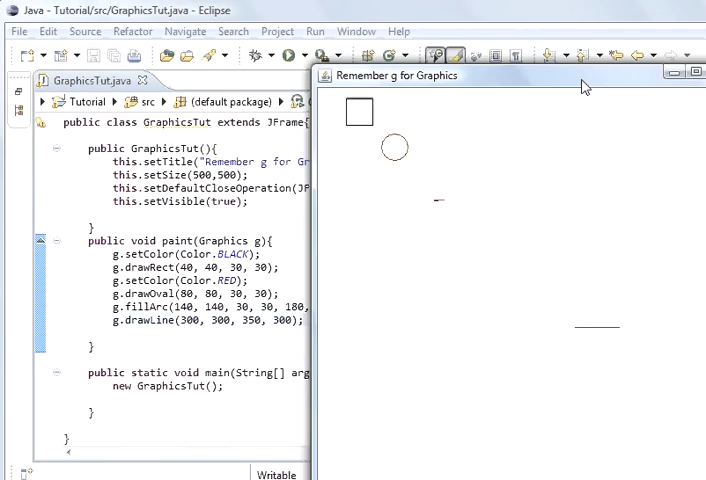 Java - Tutorial/src/GraphicsTut.java - Eclipse
File Edit Source Refactor Navigate Search Project Run Window Help
GraphicsTut.java
Remember g for Graphics
Tutorial src (default package)
public class GraphicsTut extends JFrame{
public GraphicsTut(){
this.setTitle("Remember g for Gr
this.setSize(500,500);
this.setDefaultCloseOperation(JF
this.setVisible(true);
}
public void paint(Graphics g){
g.setColor(Color.BLACK);
g.drawRect(40, 40, 30, 30);
g.setColor(Color.RED);
g.drawOval(80, 80, 30, 30);
g.fillArc(140, 140, 30, 30, 180,
g.drawLine(300, 300, 350, 300);
}
public static void main(String[] arg
new GraphicsTut();
}
}
Writable